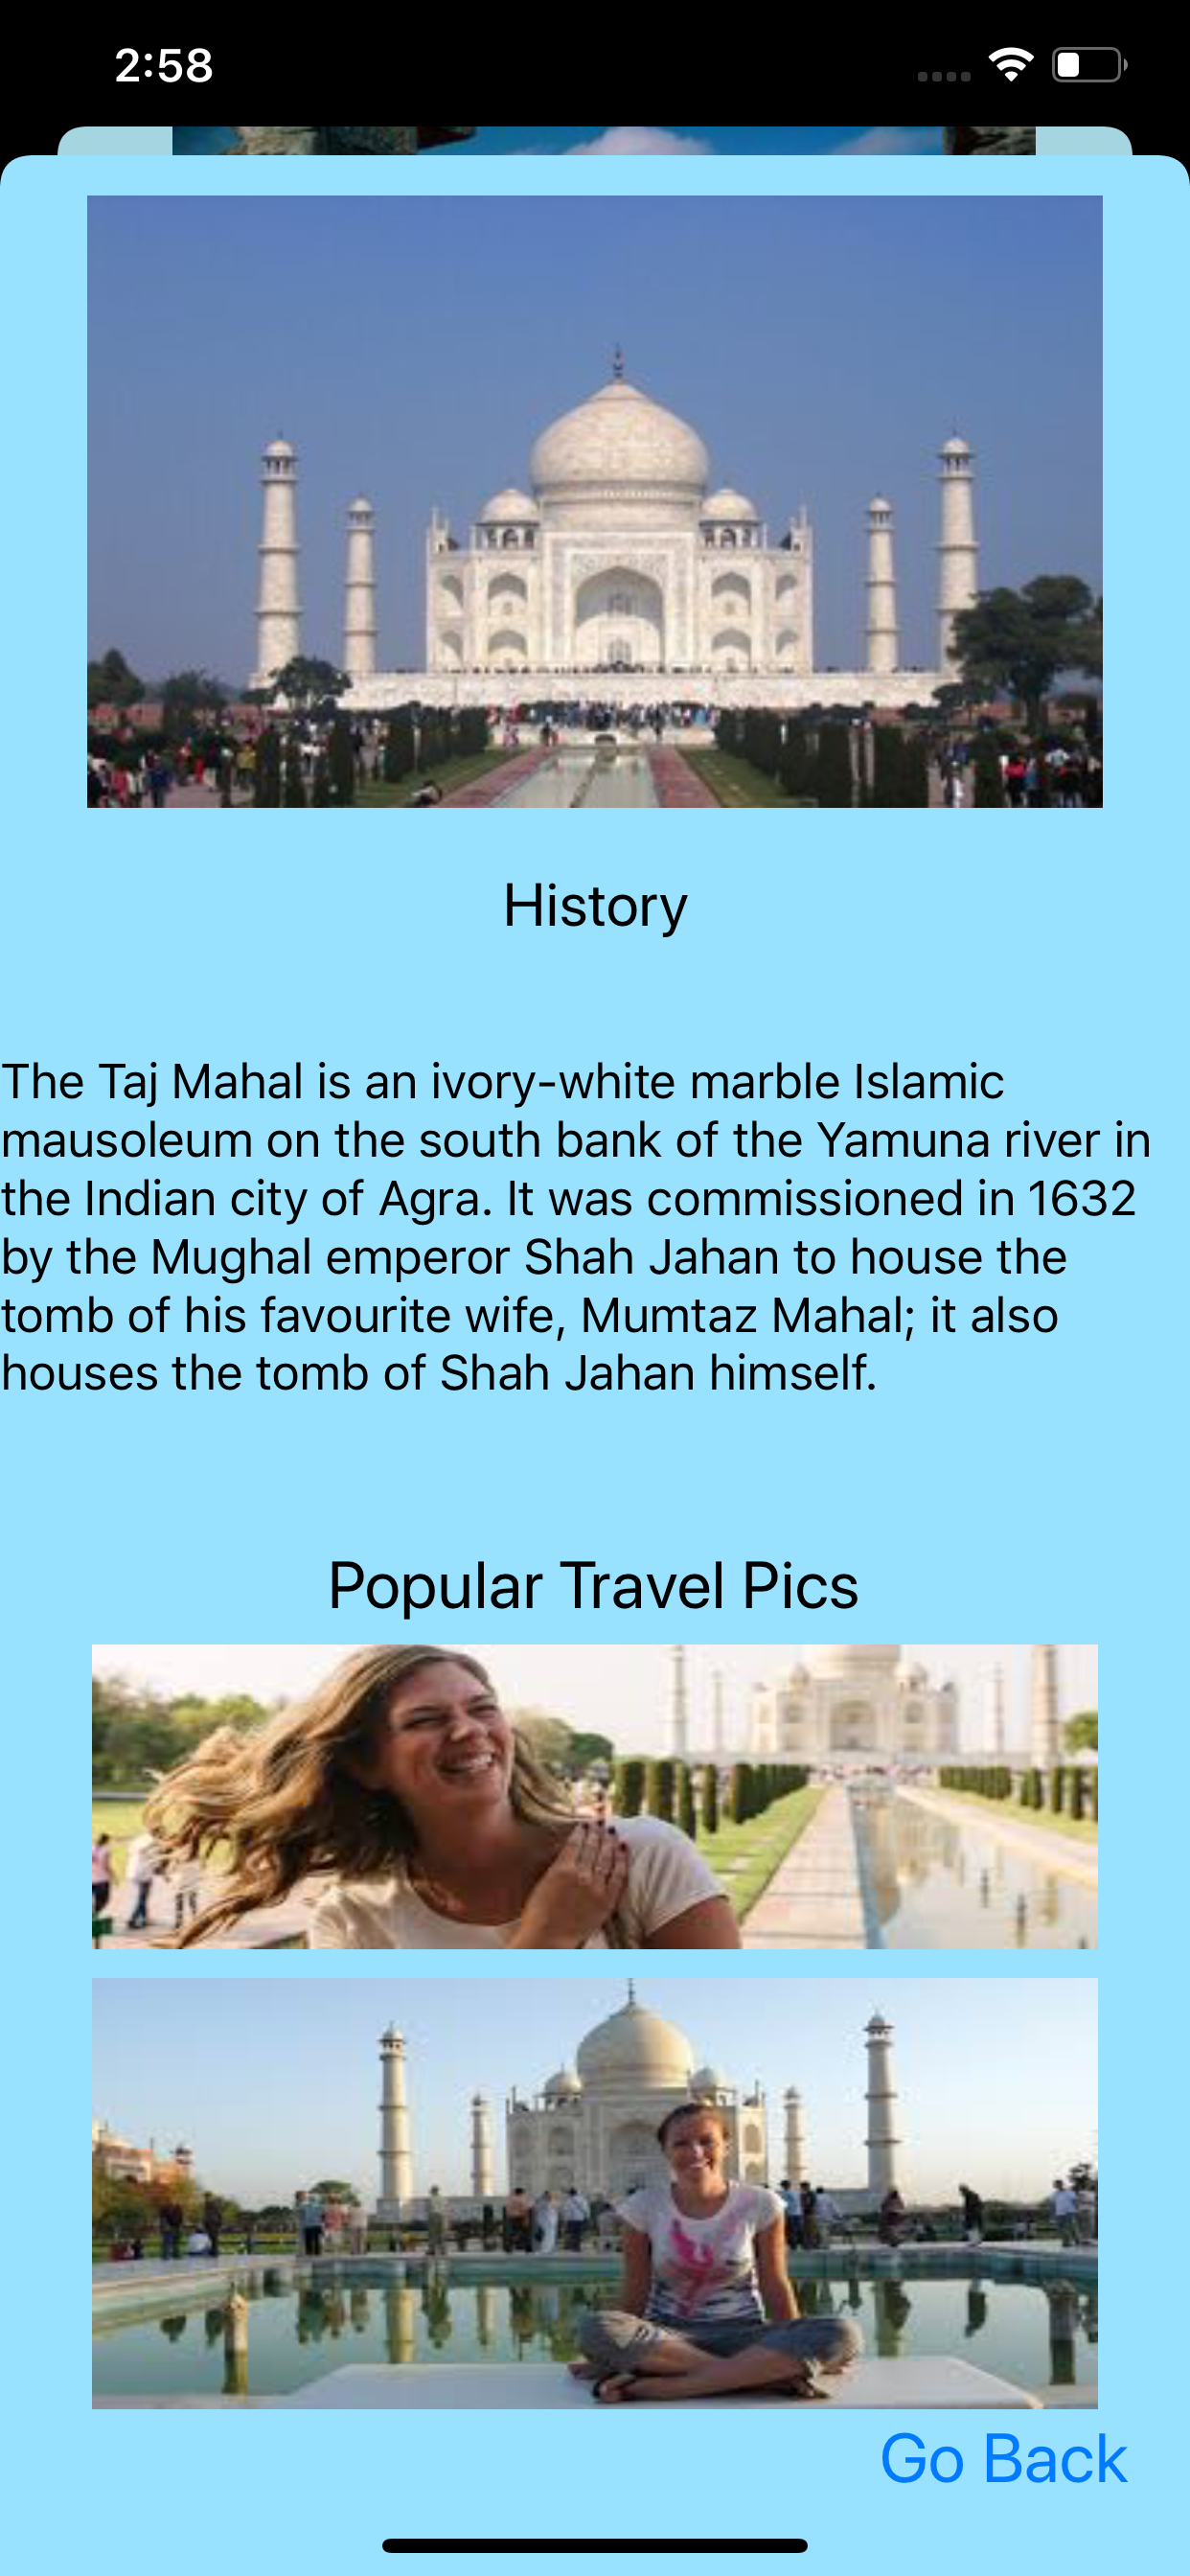 2:58
History
The Taj Mahal is an ivory-white marble Islamic
mausoleum on the south bank of the Yamuna river in
the Indian city of Agra. It was commissioned in 1632
by the Mughal emperor Shah Jahan to house the
tomb of his favourite wife, Mumtaz Mahal; it also
houses the tomb of Shah Jahan himself.
Popular Travel Pics
Go Back